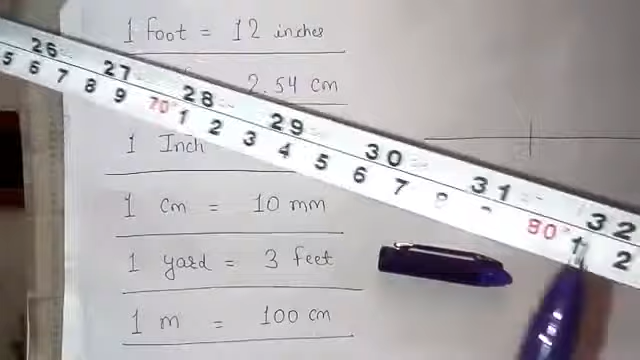 1 foot = 12 inches
2.54 cm
26 27 28 29 30 31 32
5 6 7 8 9 70 1 2 3 4 5 6 7 8 1 2
1 Inch
1 cm = 10 mm
1 yard = 3 feet
1 m = 100 cm